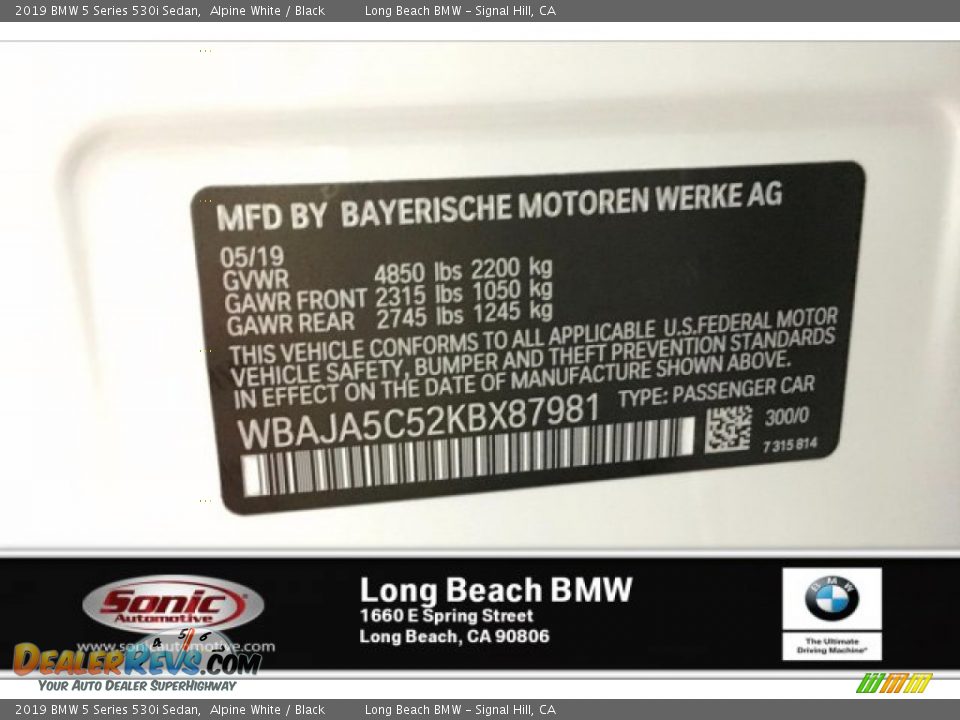 2019 BMW 5 Series 530i Sedan, Alpine White / Black Long Beach BMW - Signal Hill, CA
MFD BY BAYERISCHE MOTOREN WERKE AG
05/19
GVWR 4850 lbs 2200 kg
GAWR FRONT 2315 lbs 1050 kg
GAWR REAR 2745 lbs 1245 kg
THIS VEHICLE CONFORMS TO ALL APPLICABLE U.S.FEDERAL MOTOR
VEHICLE SAFETY, BUMPER AND THEFT PREVENTION STANDARDS
IN EFFECT ON THE DATE OF MANUFACTURE SHOWN ABOVE.
WBAJA5C52KBX87981 TYPE: PASSENGER CAR
300/0
7 315 814
Sonic
Automotive
www.sonicautomotive.com
Long Beach BMW
1660 E Spring Street
Long Beach, CA 90806
BMW
The Ultimate
Driving Machine®
4 5 6
DealerRevs.com
Your Auto Dealer SuperHighway
2019 BMW 5 Series 530i Sedan, Alpine White / Black Long Beach BMW - Signal Hill, CA